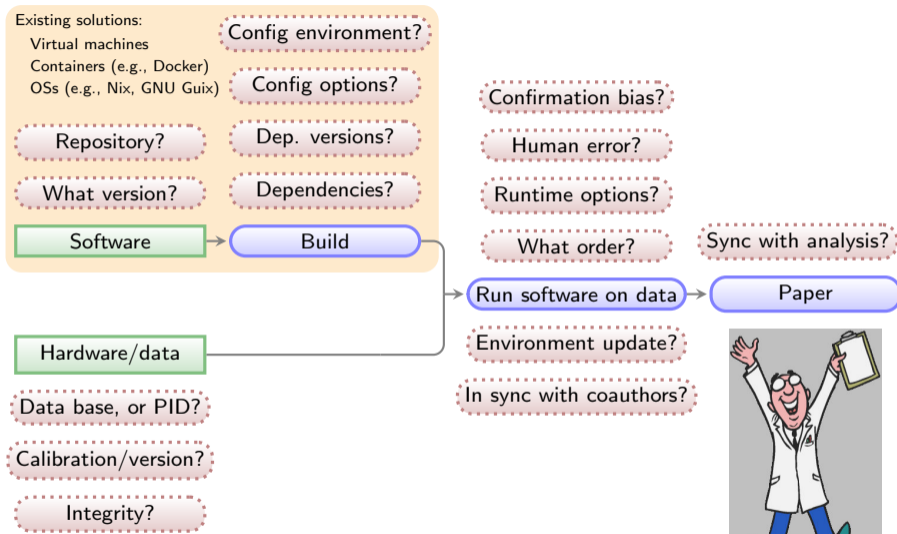 Existing solutions:
Virtual machines
Containers (e.g., Docker)
OSs (e.g., Nix, GNU Guix)
Config environment?
Config options?
Repository?
Dep. versions?
What version?
Dependencies?
Software
Build
Confirmation bias?
Human error?
Runtime options?
What order?
Sync with analysis?
Run software on data
Paper
Environment update?
In sync with coauthors?
Hardware/data
Data base, or PID?
Calibration/version?
Integrity?